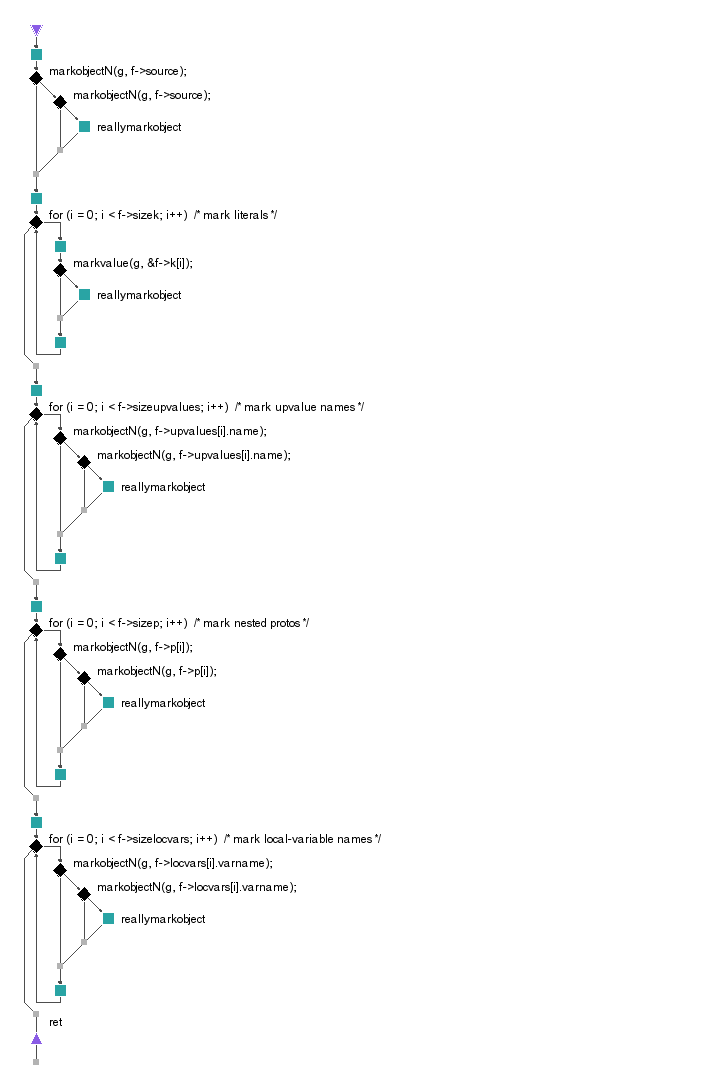 markobjectN(g, f->source);
markobjectN(g, f->source);
reallymarkobject
for (i = 0; i < f->sizek; i++)  /* mark literals */
markvalue(g, &f->k[i]);
reallymarkobject
for (i = 0; i < f->sizeupvalues; i++)  /* mark upvalue names */
markobjectN(g, f->upvalues[i].name);
markobjectN(g, f->upvalues[i].name);
reallymarkobject
for (i = 0; i < f->sizep; i++)  /* mark nested protos */
markobjectN(g, f->p[i]);
markobjectN(g, f->p[i]);
reallymarkobject
for (i = 0; i < f->sizelocvars; i++)  /* mark local-variable names */
markobjectN(g, f->locvars[i].varname);
markobjectN(g, f->locvars[i].varname);
reallymarkobject
ret